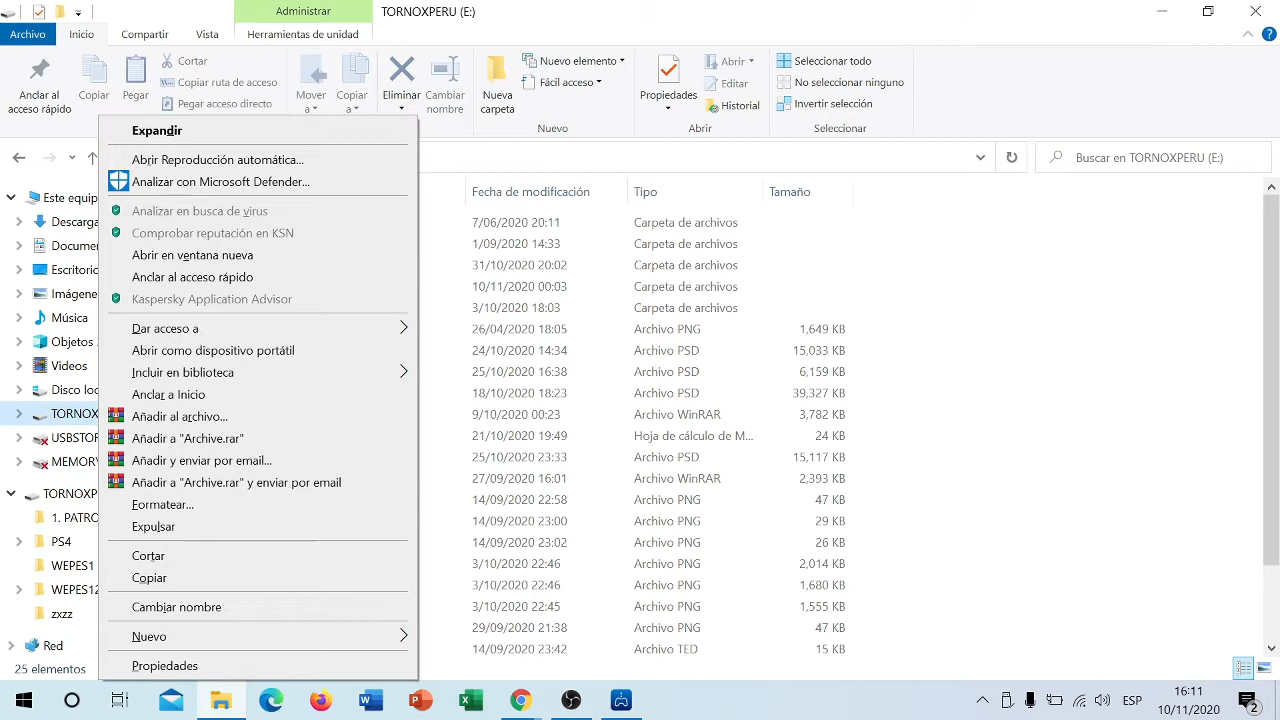 Administrar
TORNOXPERU (E:)
Archivo
Inicio
Compartir
Vista
Herramientas de unidad
Anclar al
acceso rápido
Copiar
Pegar
Cortar
Copiar ruta de acceso
Pegar acceso directo
Mover
a
Copiar
a
Eliminar
Cambiar
nombre
Nueva
carpeta
Nuevo elemento
Fácil acceso
Nuevo
Propiedades
Abrir
Editar
Historial
Abrir
Seleccionar todo
No seleccionar ninguno
Invertir selección
Seleccionar
Buscar en TORNOXPERU (E:)
Este equip
Descarga
Documen
Escritorio
Imágene
Música
Objetos
Videos
Disco loc
TORNOX
USBSTOR
MEMORY
TORNOXP
1. PATRO
PS4
WEPES1
WEPES12
zxzz
Red
25 elementos
Expandir
Abrir Reproducción automática...
Analizar con Microsoft Defender...
Analizar en busca de virus
Comprobar reputación en KSN
Abrir en ventana nueva
Anclar al acceso rápido
Kaspersky Application Advisor
Dar acceso a
Abrir como dispositivo portátil
Incluir en biblioteca
Anclar a Inicio
Añadir al archivo...
Añadir a "Archive.rar"
Añadir y enviar por email...
Añadir a "Archive.rar" y enviar por email
Formatear...
Expulsar
Cortar
Copiar
Cambiar nombre
Nuevo
Propiedades
Fecha de modificación Tipo Tamaño
7/06/2020 20:11 Carpeta de archivos
1/09/2020 14:33 Carpeta de archivos
31/10/2020 20:02 Carpeta de archivos
10/11/2020 00:03 Carpeta de archivos
3/10/2020 18:03 Carpeta de archivos
26/04/2020 18:05 Archivo PNG 1,649 KB
24/10/2020 14:34 Archivo PSD 15,033 KB
25/10/2020 16:38 Archivo PSD 6,159 KB
18/10/2020 18:23 Archivo PSD 39,327 KB
9/10/2020 00:23 Archivo WinRAR 3,782 KB
21/10/2020 19:49 Hoja de cálculo de M... 24 KB
25/10/2020 23:33 Archivo PSD 15,117 KB
27/09/2020 16:01 Archivo WinRAR 2,393 KB
14/09/2020 22:58 Archivo PNG 47 KB
14/09/2020 23:00 Archivo PNG 29 KB
14/09/2020 23:02 Archivo PNG 26 KB
3/10/2020 22:46 Archivo PNG 2,014 KB
3/10/2020 22:46 Archivo PNG 1,680 KB
3/10/2020 22:45 Archivo PNG 1,555 KB
29/09/2020 21:38 Archivo PNG 47 KB
14/09/2020 23:42 Archivo TED 15 KB
ESP
16:11
10/11/2020
2